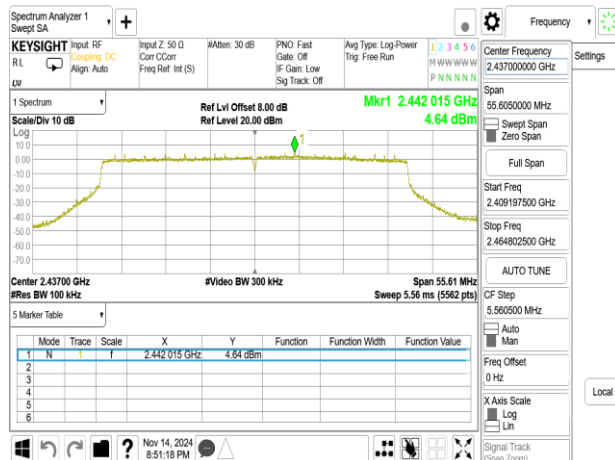 Spectrum Analyzer 1
Swept SA
+
Frequency
Settings
KEYSIGHT
RL
LXI
Input: RF
Coupling: DC
Align: Auto
Input Z: 50 Ω
Corr CCorr
Freq Ref: Int (S)
#Atten: 30 dB
PNO: Fast
Gate: Off
IF Gain: Low
Sig Track: Off
Avg Type: Log-Power
Trig: Free Run
1 2 3 4 5 6
M W W W W W
P N N N N N
1 Spectrum
Scale/Div 10 dB
Ref Lvl Offset 8.00 dB
Ref Level 20.00 dBm
Mkr1 2.442 015 GHz
4.64 dBm
Log
10.0
0.00
-10.0
-20.0
-30.0
-40.0
-50.0
-60.0
-70.0
1
Center 2.43700 GHz
#Res BW 100 kHz
#Video BW 300 kHz
Span 55.61 MHz
Sweep 5.56 ms (5562 pts)
5 Marker Table
Mode Trace Scale X Y Function Function Width Function Value
1 N 1 f 2.442 015 GHz 4.64 dBm
2
3
4
5
6
?
Nov 14, 2024
8:51:18 PM
Center Frequency
2.437000000 GHz
Span
55.6050000 MHz
Swept Span
Zero Span
Full Span
Start Freq
2.409197500 GHz
Stop Freq
2.464802500 GHz
AUTO TUNE
CF Step
5.560500 MHz
Auto
Man
Freq Offset
0 Hz
X Axis Scale
Log
Lin
Signal Track
(Span Zoom)
Local